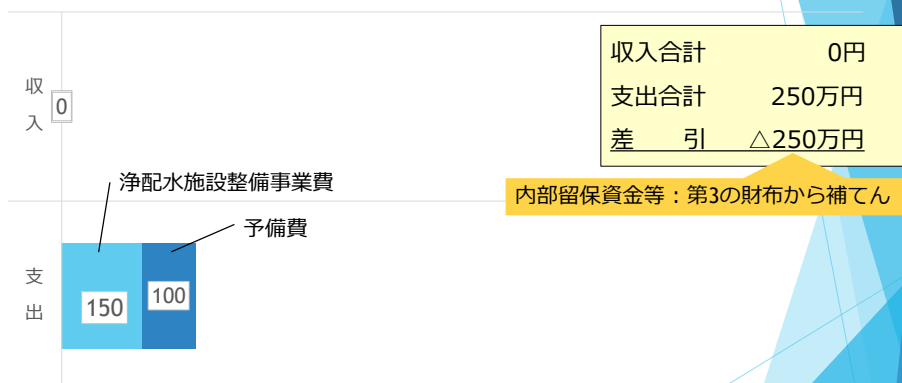 収入
0
収入合計 0円
支出合計 250万円
差 引 △250万円
内部留保資金等：第3の財布から補てん
浄配水施設整備事業費
予備費
支出
150
100